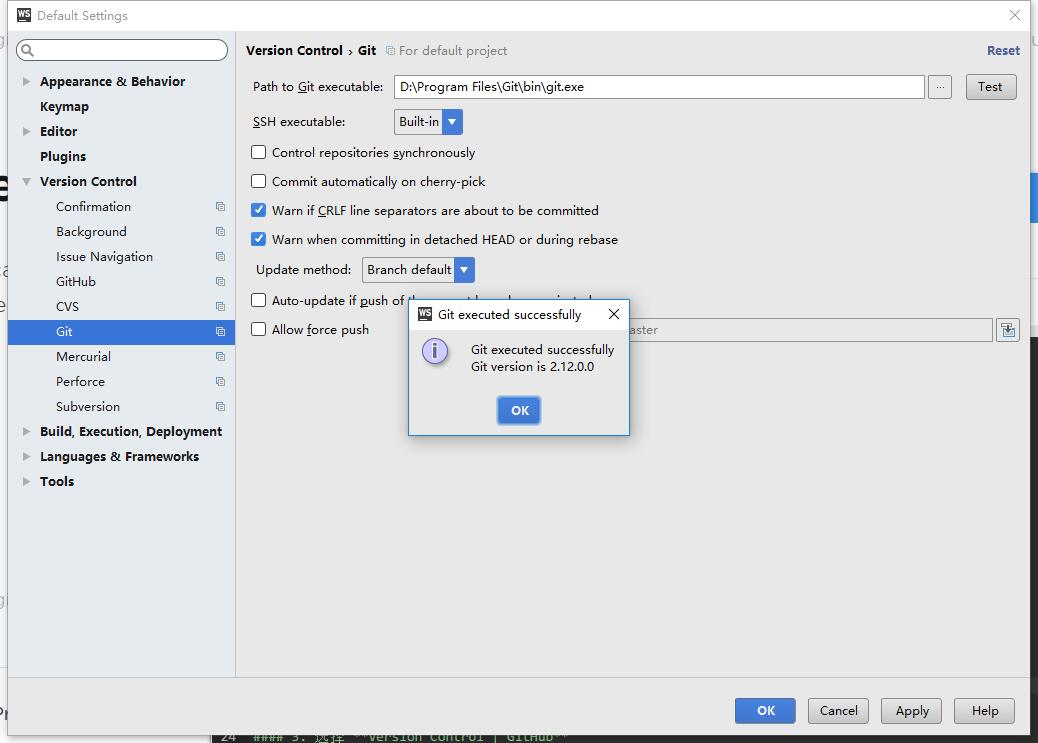 WS Default Settings
Version Control › Git For default project Reset
Appearance & Behavior
Keymap
Editor
Plugins
Version Control
Confirmation
Background
Issue Navigation
GitHub
CVS
Git
Mercurial
Perforce
Subversion
Build, Execution, Deployment
Languages & Frameworks
Tools
Path to Git executable: D:\Program Files\Git\bin\git.exe ... Test
SSH executable: Built-in
Control repositories synchronously
Commit automatically on cherry-pick
Warn if CRLF line separators are about to be committed
Warn when committing in detached HEAD or during rebase
Update method: Branch default
Auto-update if push of
Allow force push
WS Git executed successfully
Git executed successfully
Git version is 2.12.0.0
OK
OK Cancel Apply Help
24 #### 3. 选择 **Version Control | GitHub**